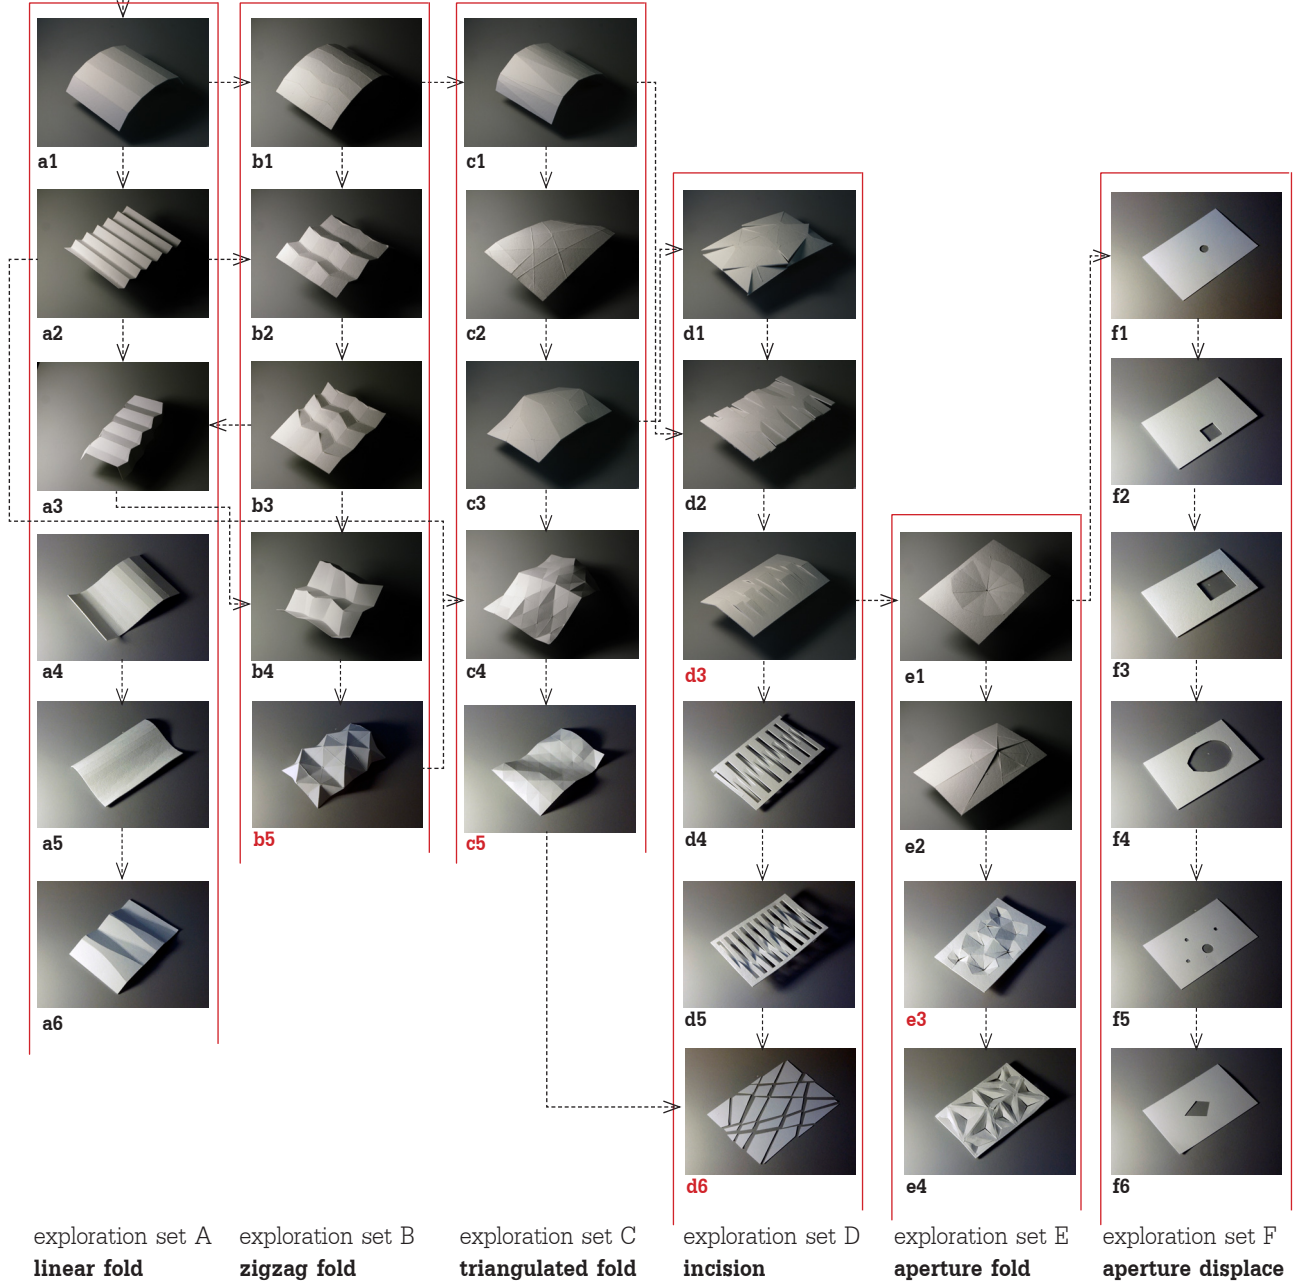 a1
b1
c1
a2
b2
c2
d1
f1
a3
b3
c3
d2
f2
a4
b4
c4
d3
e1
f3
a5
b5
c5
d4
e2
f4
a6
d5
e3
f5
d6
e4
f6
exploration set A
linear fold
exploration set B
zigzag fold
exploration set C
triangulated fold
exploration set D
incision
exploration set E
aperture fold
exploration set F
aperture displace